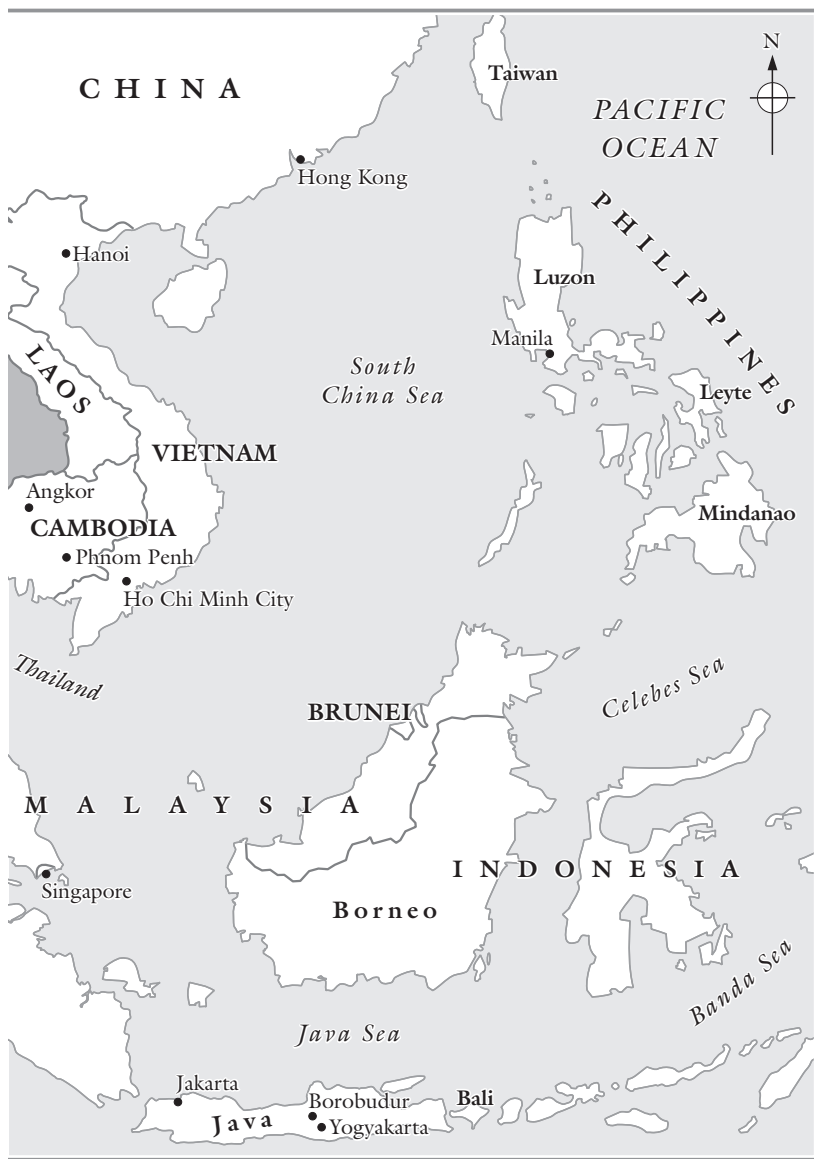 N
CHINA
Taiwan
PACIFIC
OCEAN
Hong Kong
PHILIPPINES
Hanoi
Luzon
Manila
LAOS
South
China Sea
Leyte
VIETNAM
Angkor
CAMBODIA
Mindanao
Phnom Penh
Ho Chi Minh City
Thailand
Celebes Sea
BRUNEI
MALAYSIA
INDONESIA
Singapore
Borneo
Banda Sea
Java Sea
Jakarta
Borobudur
Bali
Java
Yogyakarta